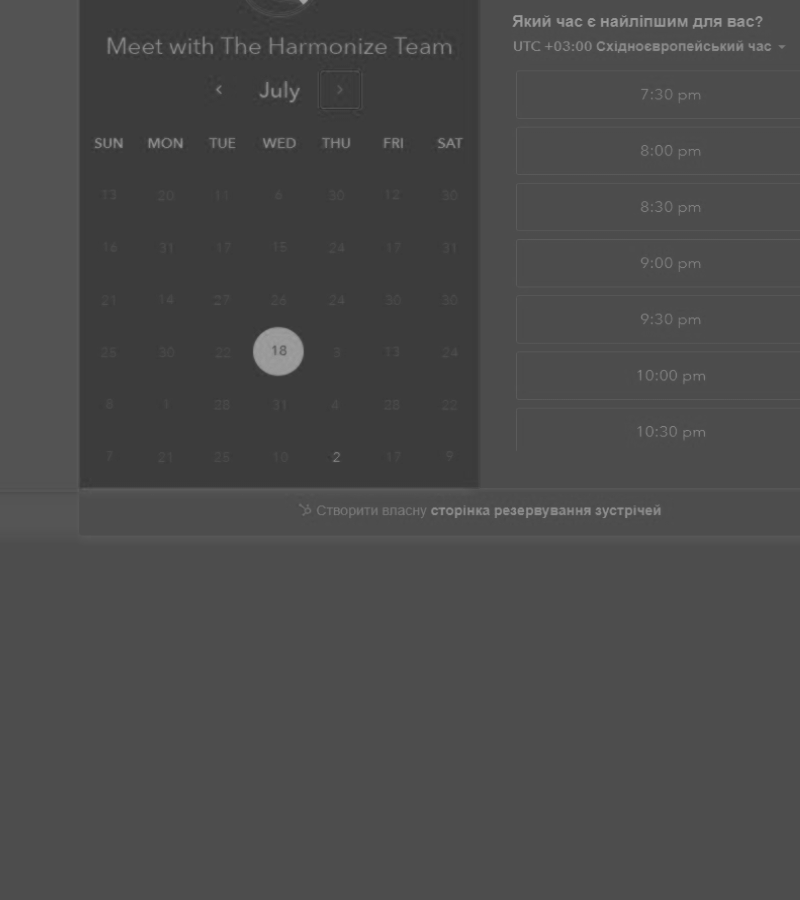 Meet with The Harmonize Team
July
SUN MON TUE WED THU FRI SAT
13 20 11 6 30 12 30
16 31 17 15 24 17 31
21 14 27 26 24 30 30
25 30 22 18 3 13 24
8 1 28 31 4 28 22
7 21 25 10 2 17 9
Який час є найліпшим для вас?
UTC +03:00 Східноєвропейський час
7:30 pm
8:00 pm
8:30 pm
9:00 pm
9:30 pm
10:00 pm
10:30 pm
Створити власну сторінка резервування зустрічей